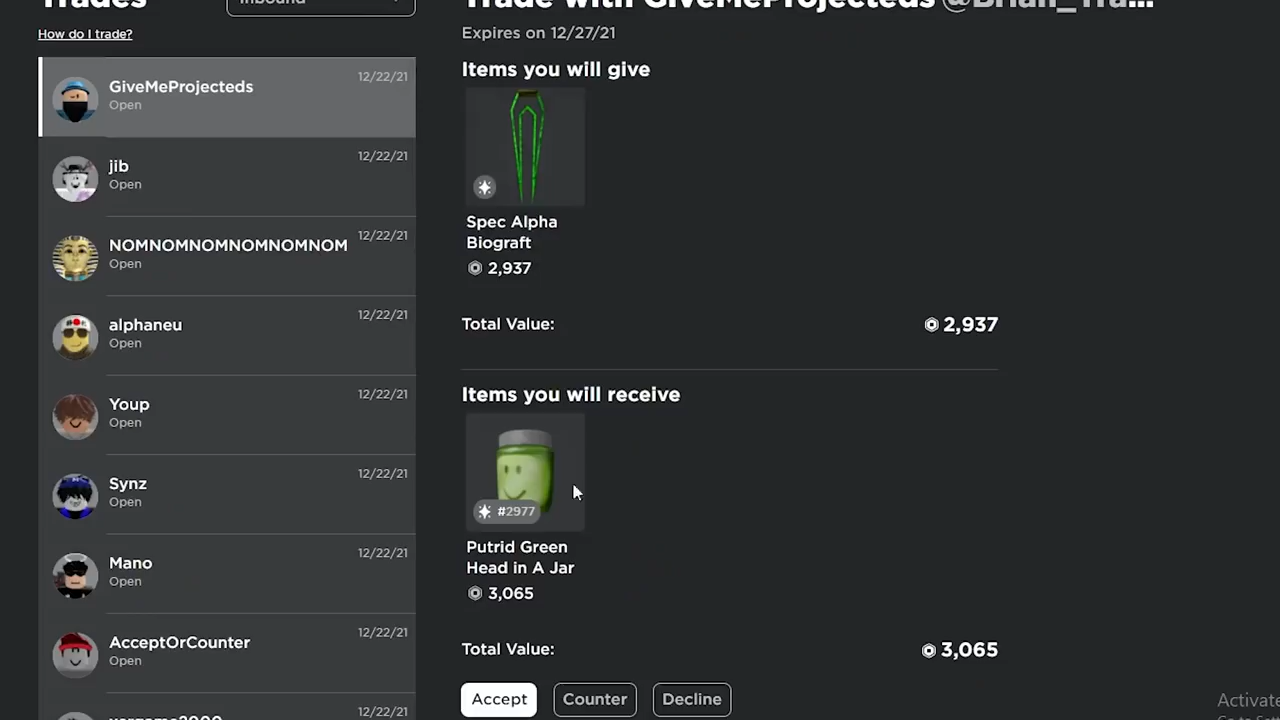 Trades
Inbound
How do I trade?
GiveMeProjecteds
Open
12/22/21
jib
Open
12/22/21
NOMNOMNOMNOMNOMNOM
Open
12/22/21
alphaneu
Open
12/22/21
Youp
Open
12/22/21
Synz
Open
12/22/21
Mano
Open
12/22/21
AcceptOrCounter
Open
12/22/21
12/22/21
Trade with GiveMeProjecteds @Brian_Tra...
Expires on 12/27/21
Items you will give
Spec Alpha
Biograft
2,937
Total Value:
2,937
Items you will receive
#2977
Putrid Green
Head in A Jar
3,065
Total Value:
3,065
Accept
Counter
Decline
Activate